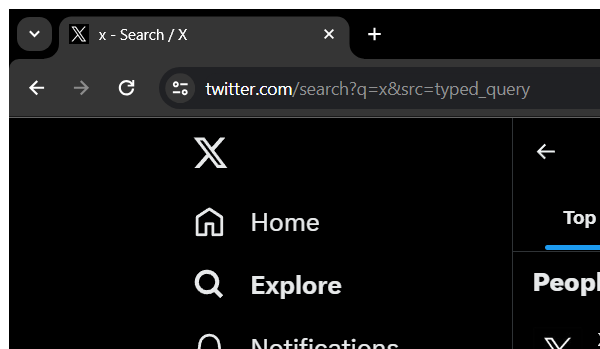 x - Search / X
twitter.com/search?q=x&src=typed_query
Home
Explore
Notifications
Top
Peopl